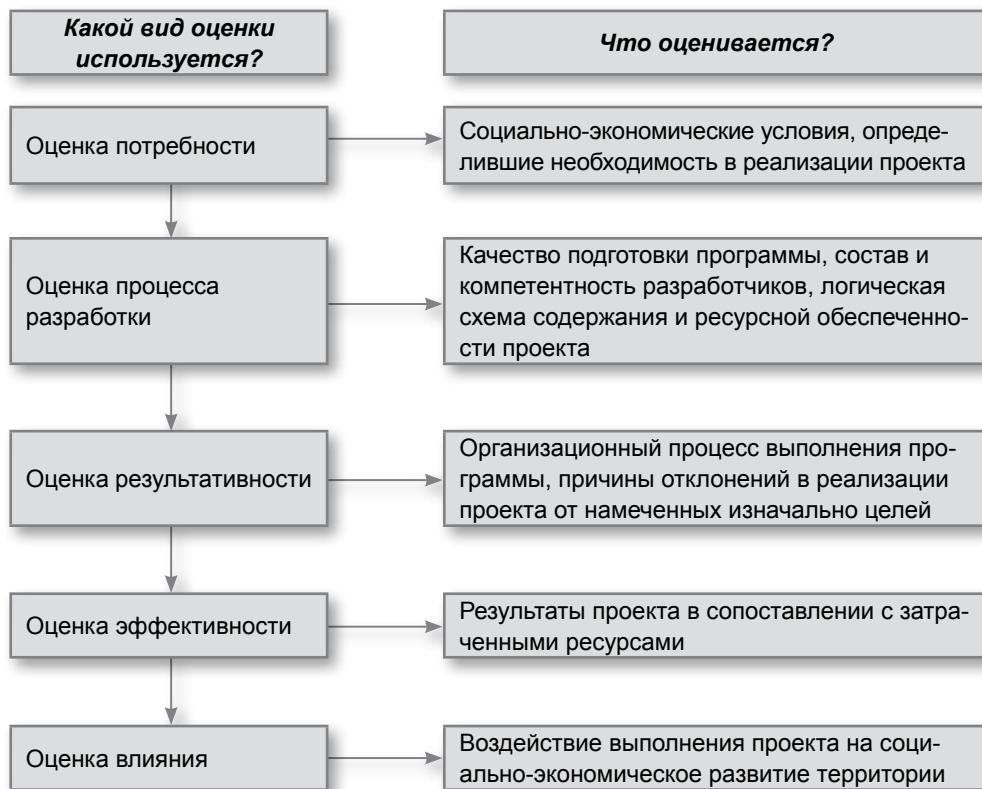 Какой вид оценки
используется?
Что оценивается?
Оценка потребности
Социально-экономические условия, опреде-
лившие необходимость в реализации проекта
Оценка процесса
разработки
Качество подготовки программы, состав и
компетентность разработчиков, логическая
схема содержания и ресурсной обеспеченно-
сти проекта
Оценка результативности
Организационный процесс выполнения про-
граммы, причины отклонений в реализации
проекта от намеченных изначально целей
Оценка эффективности
Результаты проекта в сопоставлении с затра-
ченными ресурсами
Оценка влияния
Воздействие выполнения проекта на соци-
ально-экономическое развитие территории